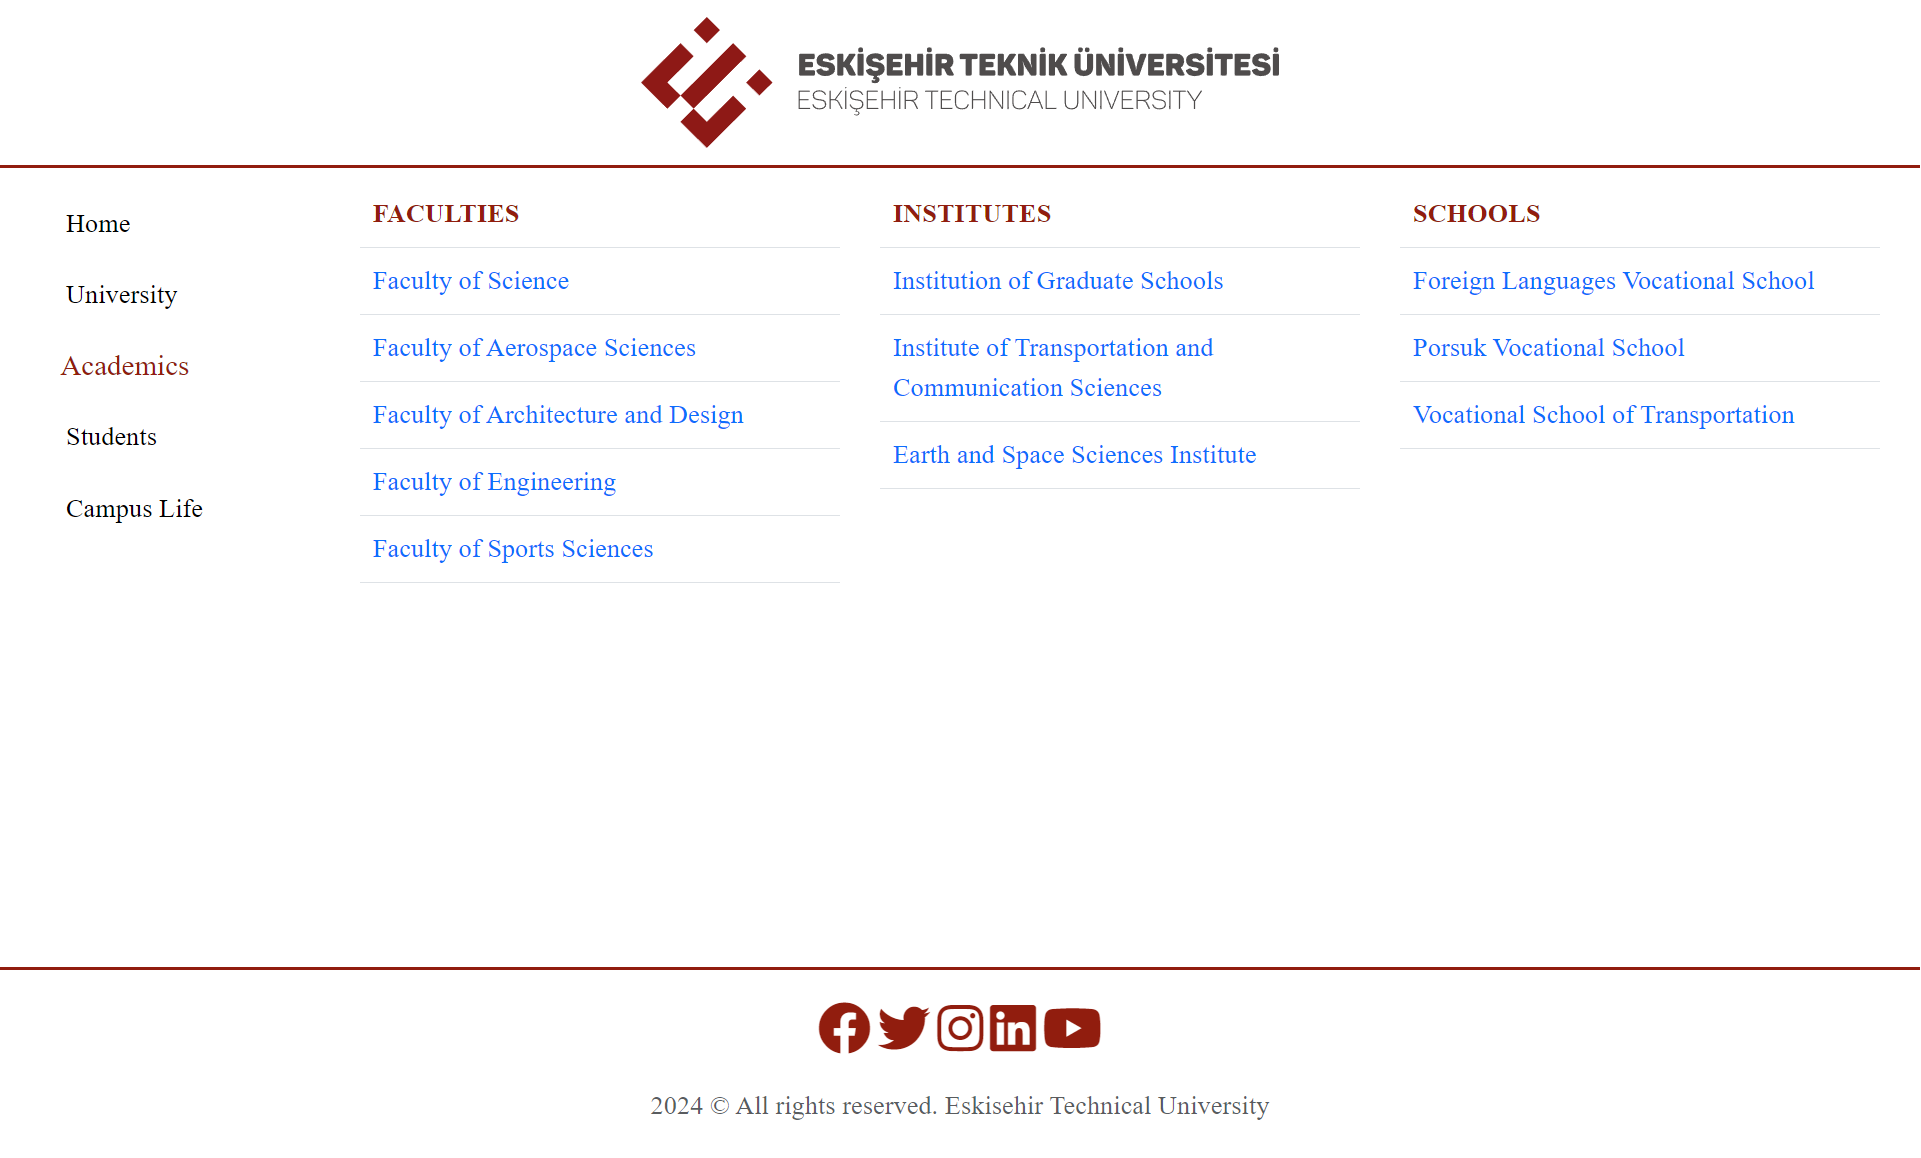 ESKİŞEHİR TEKNİK ÜNİVERSİTESİ
ESKİŞEHİR TECHNICAL UNIVERSITY
Home
University
Academics
Students
Campus Life
FACULTIES
Faculty of Science
Faculty of Aerospace Sciences
Faculty of Architecture and Design
Faculty of Engineering
Faculty of Sports Sciences
INSTITUTES
Institution of Graduate Schools
Institute of Transportation and
Communication Sciences
Earth and Space Sciences Institute
SCHOOLS
Foreign Languages Vocational School
Porsuk Vocational School
Vocational School of Transportation
2024 © All rights reserved. Eskisehir Technical University